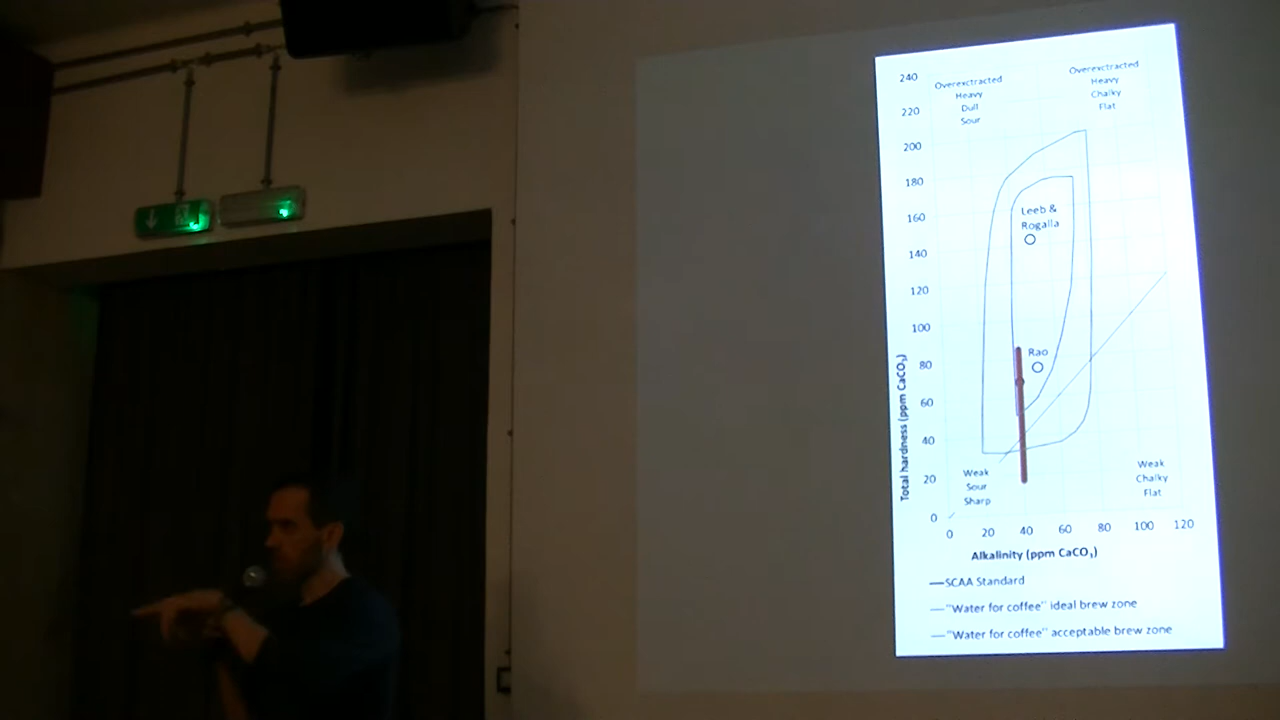 240
220
200
180
160
140
120
100
80
60
40
20
0
Overexctracted
Heavy
Dull
Sour
Overexctracted
Heavy
Chalky
Flat
Leeb &
Rogalla
Rao
Weak
Sour
Sharp
Weak
Chalky
Flat
Total hardness (ppm CaCO₃)
0 20 40 60 80 100 120
Alkalinity (ppm CaCO₃)
SCAA Standard
"Water for coffee" ideal brew zone
"Water for coffee" acceptable brew zone